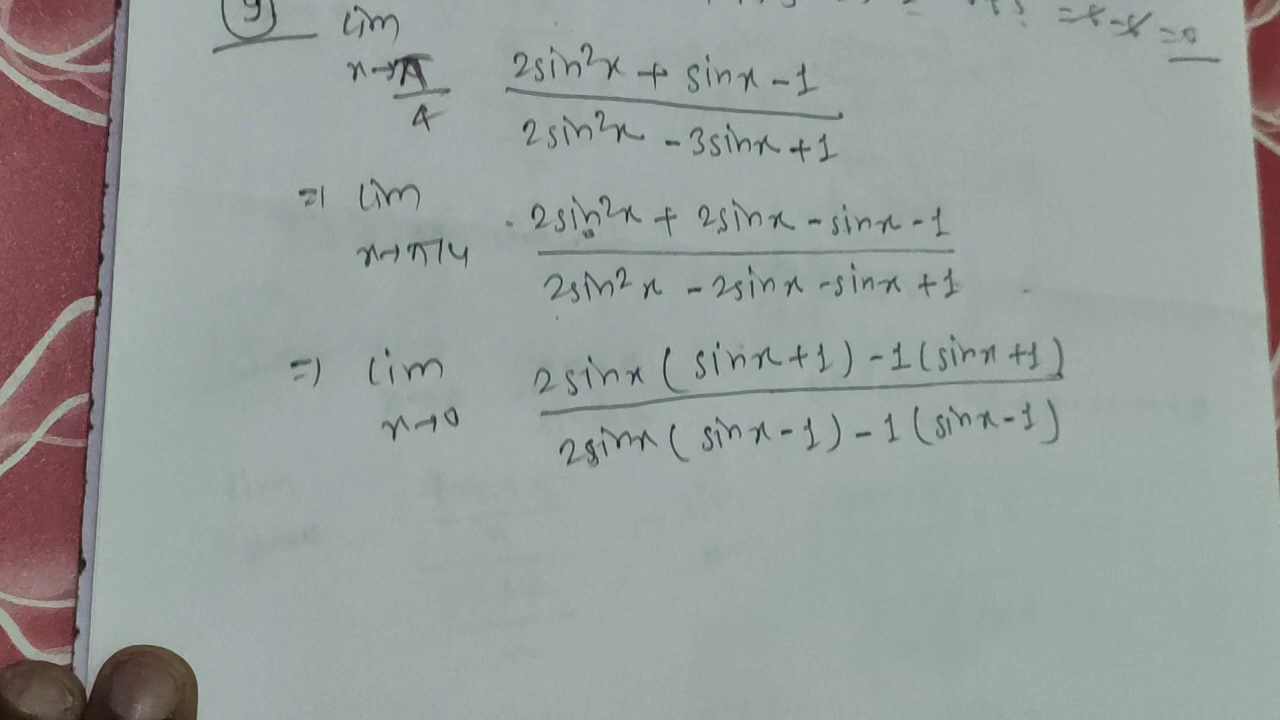 9) lim x→π/4 (2sin²x + sinx - 1)/(2sin²x - 3sinx + 1)
=) lim x→π/4 (2sin²x + 2sinx - sinx - 1)/(2sin²x - 2sinx - sinx + 1)
=) lim x→0 (2sinx (sinx+1) - 1(sinx+1))/(2sinx (sinx-1) - 1(sinx-1))